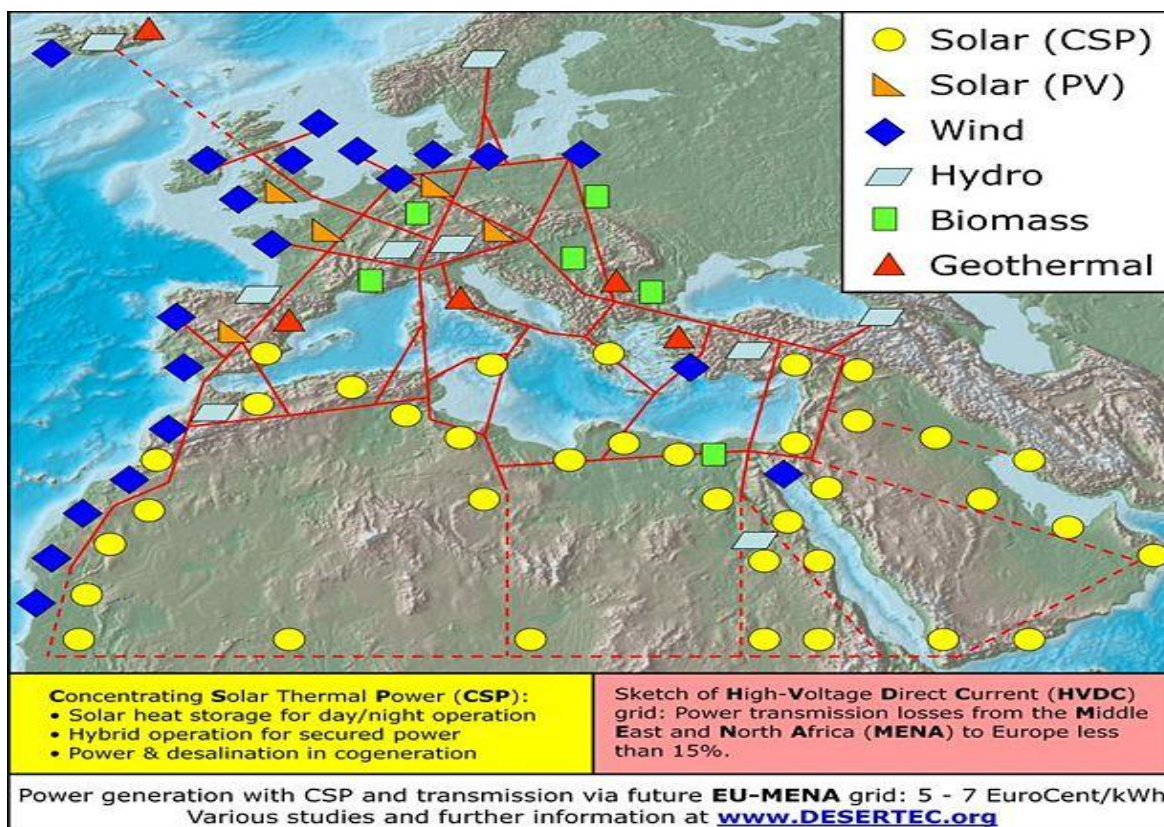 Solar (CSP)
Solar (PV)
Wind
Hydro
Biomass
Geothermal
Concentrating Solar Thermal Power (CSP):
• Solar heat storage for day/night operation
• Hybrid operation for secured power
• Power & desalination in cogeneration
Sketch of High-Voltage Direct Current (HVDC)
grid: Power transmission losses from the Middle
East and North Africa (MENA) to Europe less
than 15%.
Power generation with CSP and transmission via future EU-MENA grid: 5 - 7 EuroCent/kWh
Various studies and further information at www.DESERTEC.org